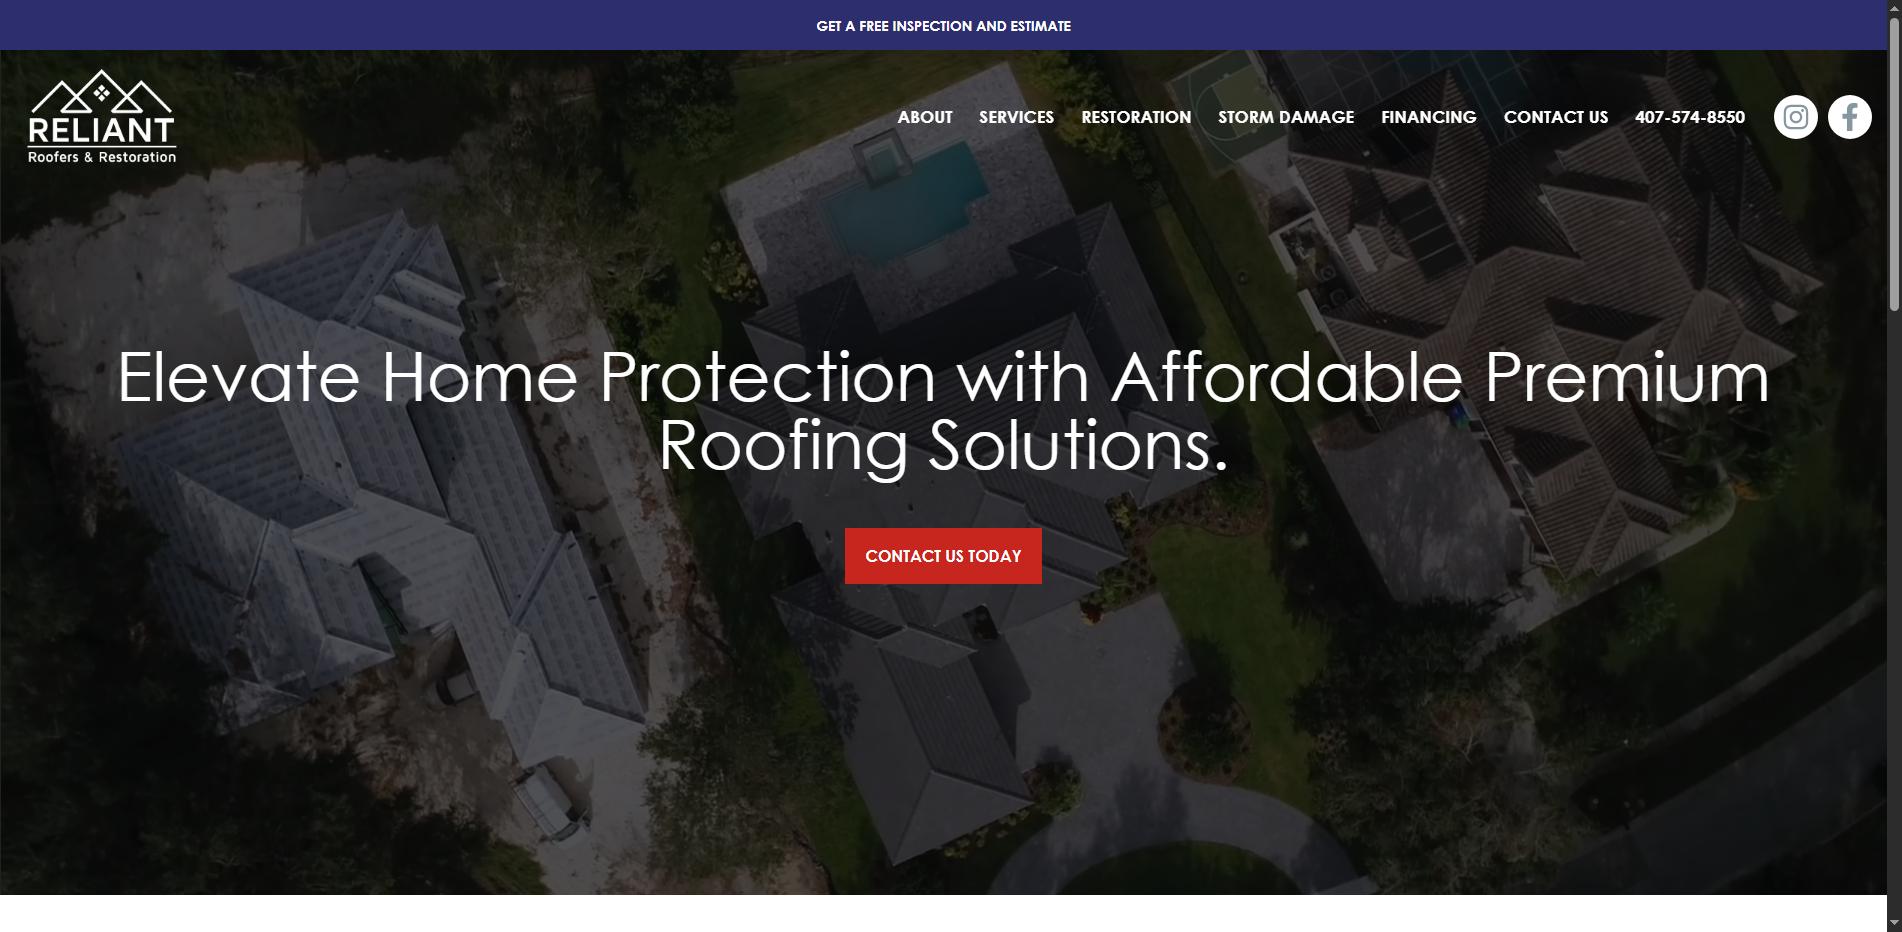 GET A FREE INSPECTION AND ESTIMATE
RELIANT
Roofers & Restoration
ABOUT SERVICES RESTORATION STORM DAMAGE FINANCING CONTACT US 407-574-8550
Elevate Home Protection with Affordable Premium
Roofing Solutions.
CONTACT US TODAY